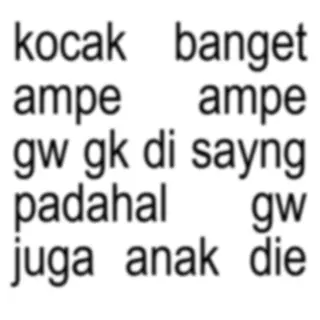 kocak banget
ampe ampe
gw gk di sayng
padahal gw
juga anak die